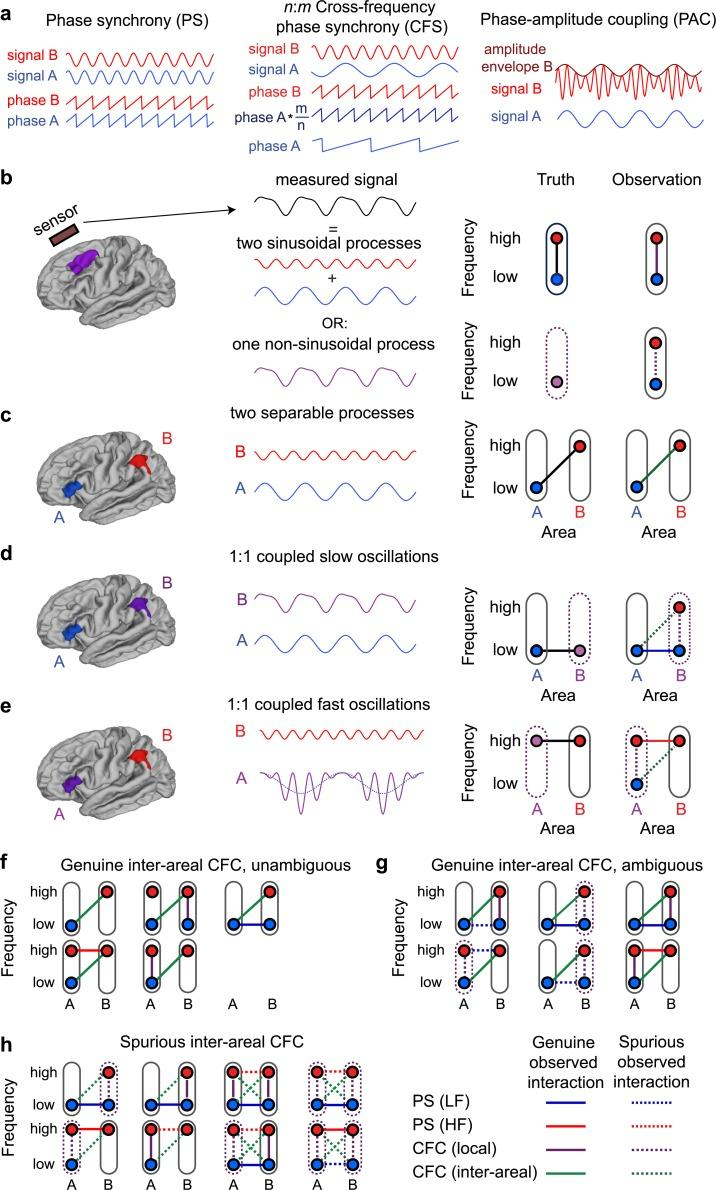 a
Phase synchrony (PS)
signal B
signal A
phase B
phase A
n:m Cross-frequency
phase synchrony (CFS)
signal B
signal A
phase B
phase A * m/n
phase A
Phase-amplitude coupling (PAC)
amplitude
envelope B
signal B
signal A
b
sensor
measured signal
=
two sinusoidal processes
+
OR:
one non-sinusoidal process
Truth
Observation
Frequency
high
low
Frequency
high
low
c
B
A
two separable processes
B
A
Frequency
high
low
A B A B
Area Area
d
B
A
1:1 coupled slow oscillations
B
A
Frequency
high
low
A B A B
Area Area
e
B
A
1:1 coupled fast oscillations
B
A
Frequency
high
low
A B A B
Area Area
f
Genuine inter-areal CFC, unambiguous
Frequency
high
low
high
low
A B A B A B
g
Genuine inter-areal CFC, ambiguous
Frequency
high
low
high
low
A B A B A B
h
Spurious inter-areal CFC
Frequency
high
low
high
low
A B A B A B A B
Genuine
observed
interaction
Spurious
observed
interaction
PS (LF)
PS (HF)
CFC (local)
CFC (inter-areal)